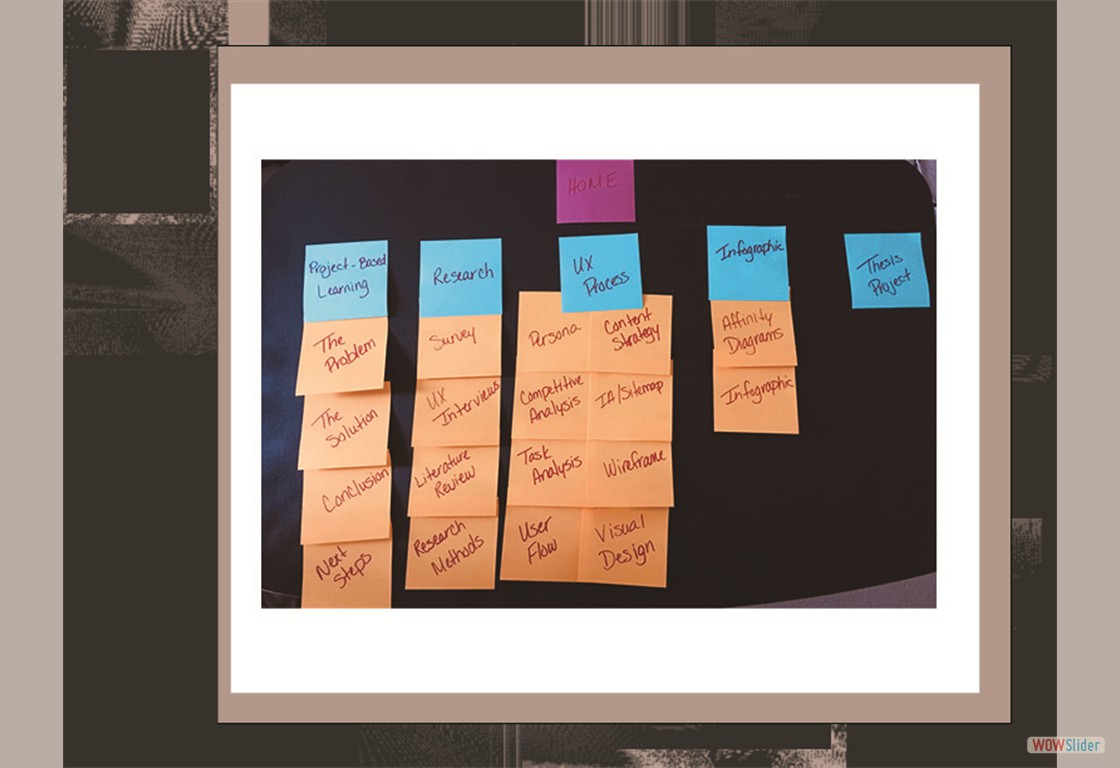 HOME
Project-Based
Learning
The
Problem
The
Solution
Conclusion
Next
Steps
Research
Survey
UX
Interviews
Literature
Review
Research
Methods
UX
Process
Persona
Competitive
Analysis
Task
Analysis
User
Flow
Content
Strategy
IA/Sitemap
Wireframe
Visual
Design
Infographic
Affinity
Diagrams
Infographic
Thesis
Project
WOWSlider